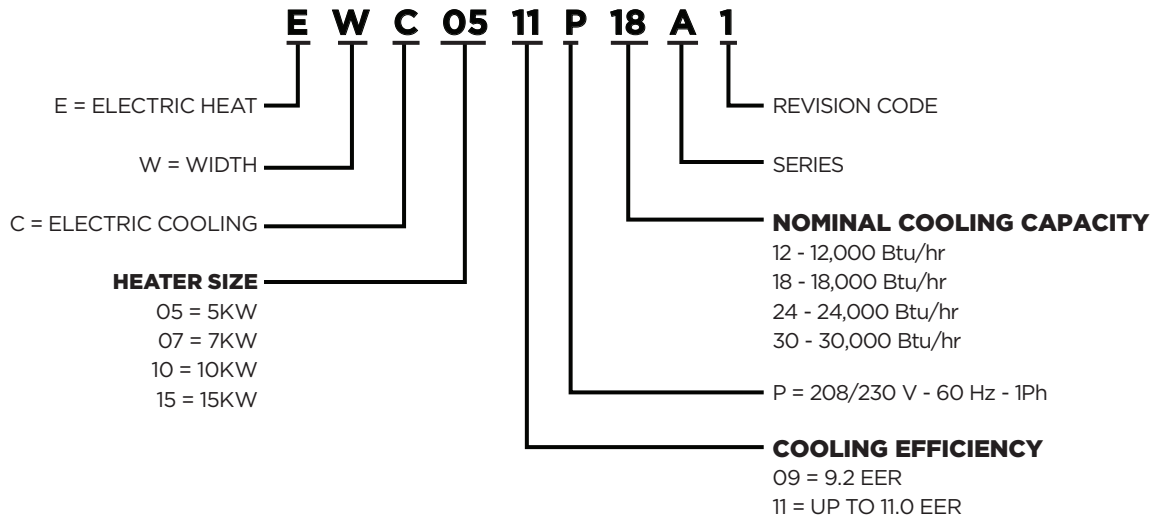 E W C 05 11 P 18 A 1
E = ELECTRIC HEAT
W = WIDTH
C = ELECTRIC COOLING
HEATER SIZE
05 = 5KW
07 = 7KW
10 = 10KW
15 = 15KW
REVISION CODE
SERIES
NOMINAL COOLING CAPACITY
12 - 12,000 Btu/hr
18 - 18,000 Btu/hr
24 - 24,000 Btu/hr
30 - 30,000 Btu/hr
P = 208/230 V - 60 Hz - 1Ph
COOLING EFFICIENCY
09 = 9.2 EER
11 = UP TO 11.0 EER